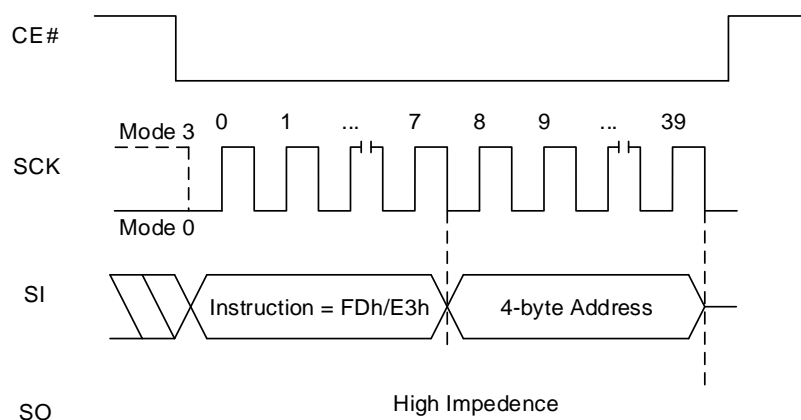 CE#
0 1 ... 7 8 9 ... 39
Mode 3
SCK
Mode 0
SI
Instruction = FDh/E3h
4-byte Address
High Impedence
SO